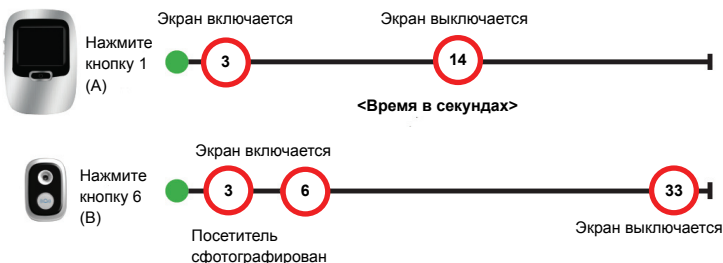 Экран включается
Экран выключается
Нажмите
кнопку 1
(A)
3
14
<Время в секундах>
Экран включается
Нажмите
кнопку 6
(B)
3
6
33
Посетитель
сфотографирован
Экран выключается